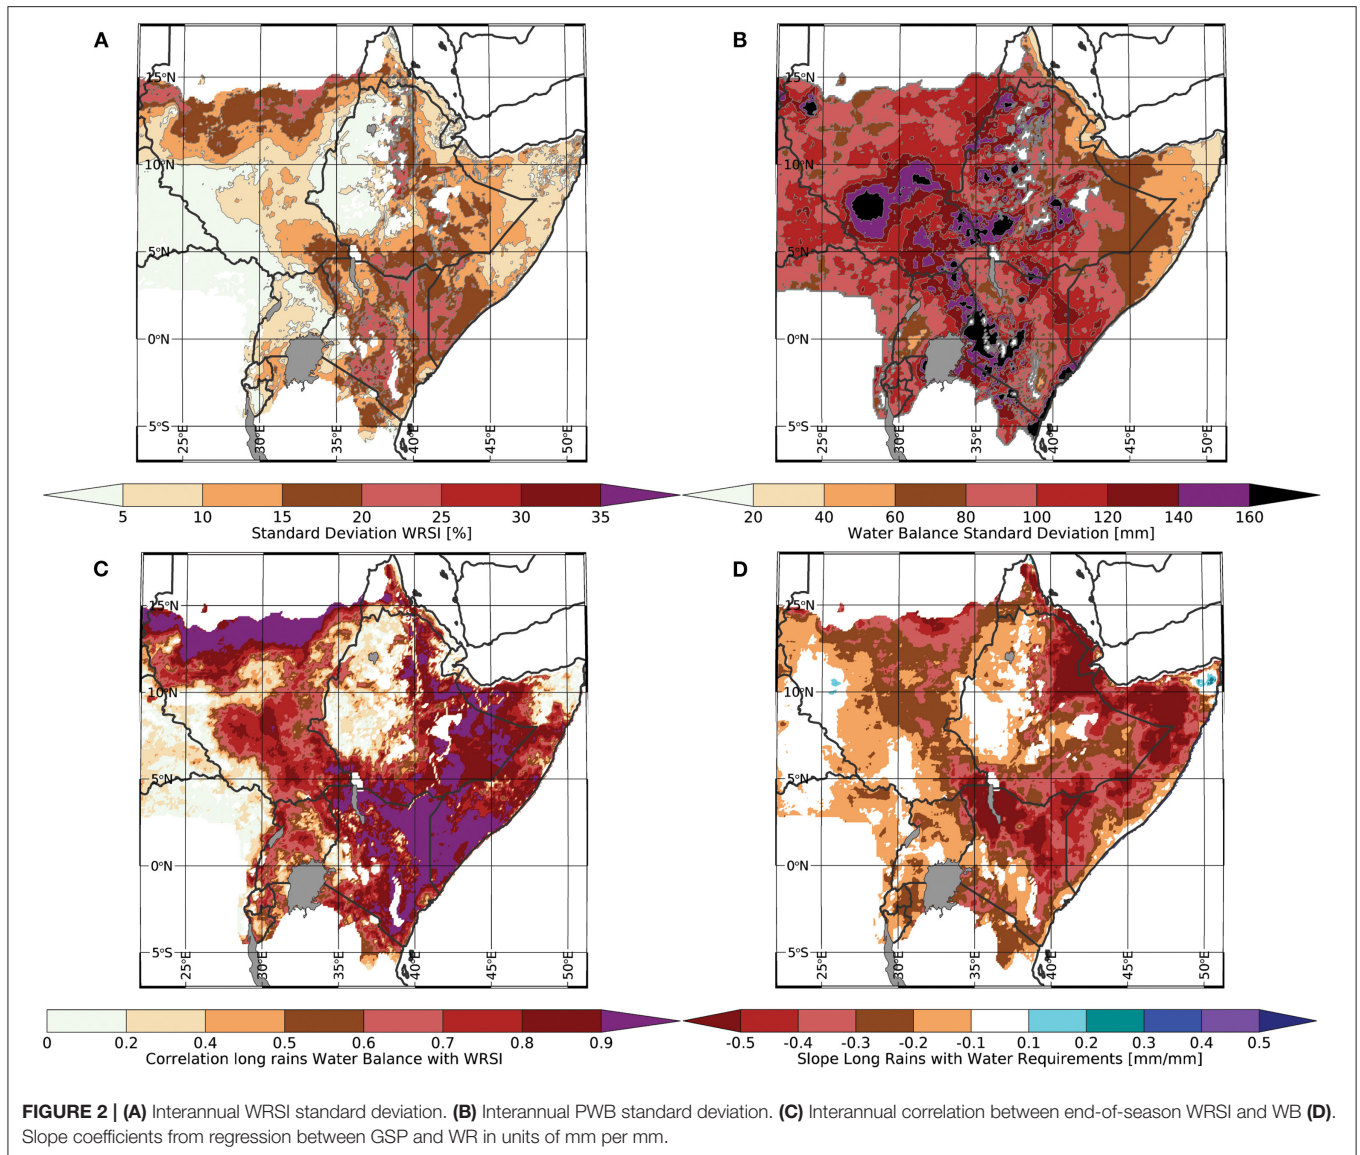 A
15°N
10°N
5°N
0°N
5°S
25°E
30°E
35°E
40°E
45°E
50°E
5 10 15 20 25 30 35
Standard Deviation WRSI [%]
B
15°N
10°N
5°N
0°N
5°S
25°E
30°E
35°E
40°E
45°E
50°E
20 40 60 80 100 120 140 160
Water Balance Standard Deviation [mm]
C
15°N
10°N
5°N
0°N
5°S
25°E
30°E
35°E
40°E
45°E
50°E
0 0.2 0.4 0.5 0.6 0.7 0.8 0.9
Correlation long rains Water Balance with WRSI
D
15°N
10°N
5°N
0°N
5°S
25°E
30°E
35°E
40°E
45°E
50°E
-0.5 -0.4 -0.3 -0.2 -0.1 0.1 0.2 0.3 0.4 0.5
Slope Long Rains with Water Requirements [mm/mm]
FIGURE 2 | (A) Interannual WRSI standard deviation. (B) Interannual PWB standard deviation. (C) Interannual correlation between end-of-season WRSI and WB (D).
Slope coefficients from regression between GSP and WR in units of mm per mm.